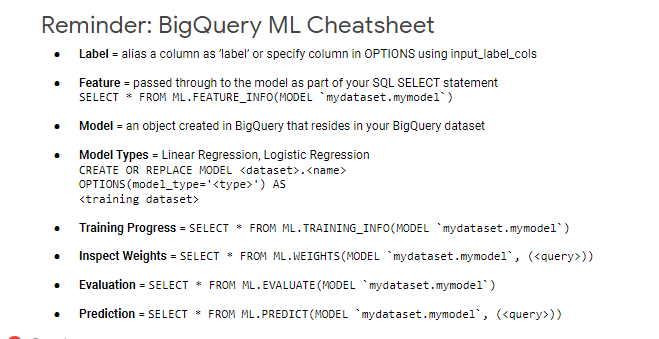 Reminder: BigQuery ML Cheatsheet
● Label = alias a column as ‘label’ or specify column in OPTIONS using input_label_cols
● Feature = passed through to the model as part of your SQL SELECT statement
SELECT * FROM ML.FEATURE_INFO(MODEL `mydataset.mymodel`)
● Model = an object created in BigQuery that resides in your BigQuery dataset
● Model Types = Linear Regression, Logistic Regression
CREATE OR REPLACE MODEL <dataset>.<name>
OPTIONS(model_type='<type>') AS
<training dataset>
● Training Progress = SELECT * FROM ML.TRAINING_INFO(MODEL `mydataset.mymodel`)
● Inspect Weights = SELECT * FROM ML.WEIGHTS(MODEL `mydataset.mymodel`, (<query>))
● Evaluation = SELECT * FROM ML.EVALUATE(MODEL `mydataset.mymodel`)
● Prediction = SELECT * FROM ML.PREDICT(MODEL `mydataset.mymodel`, (<query>))